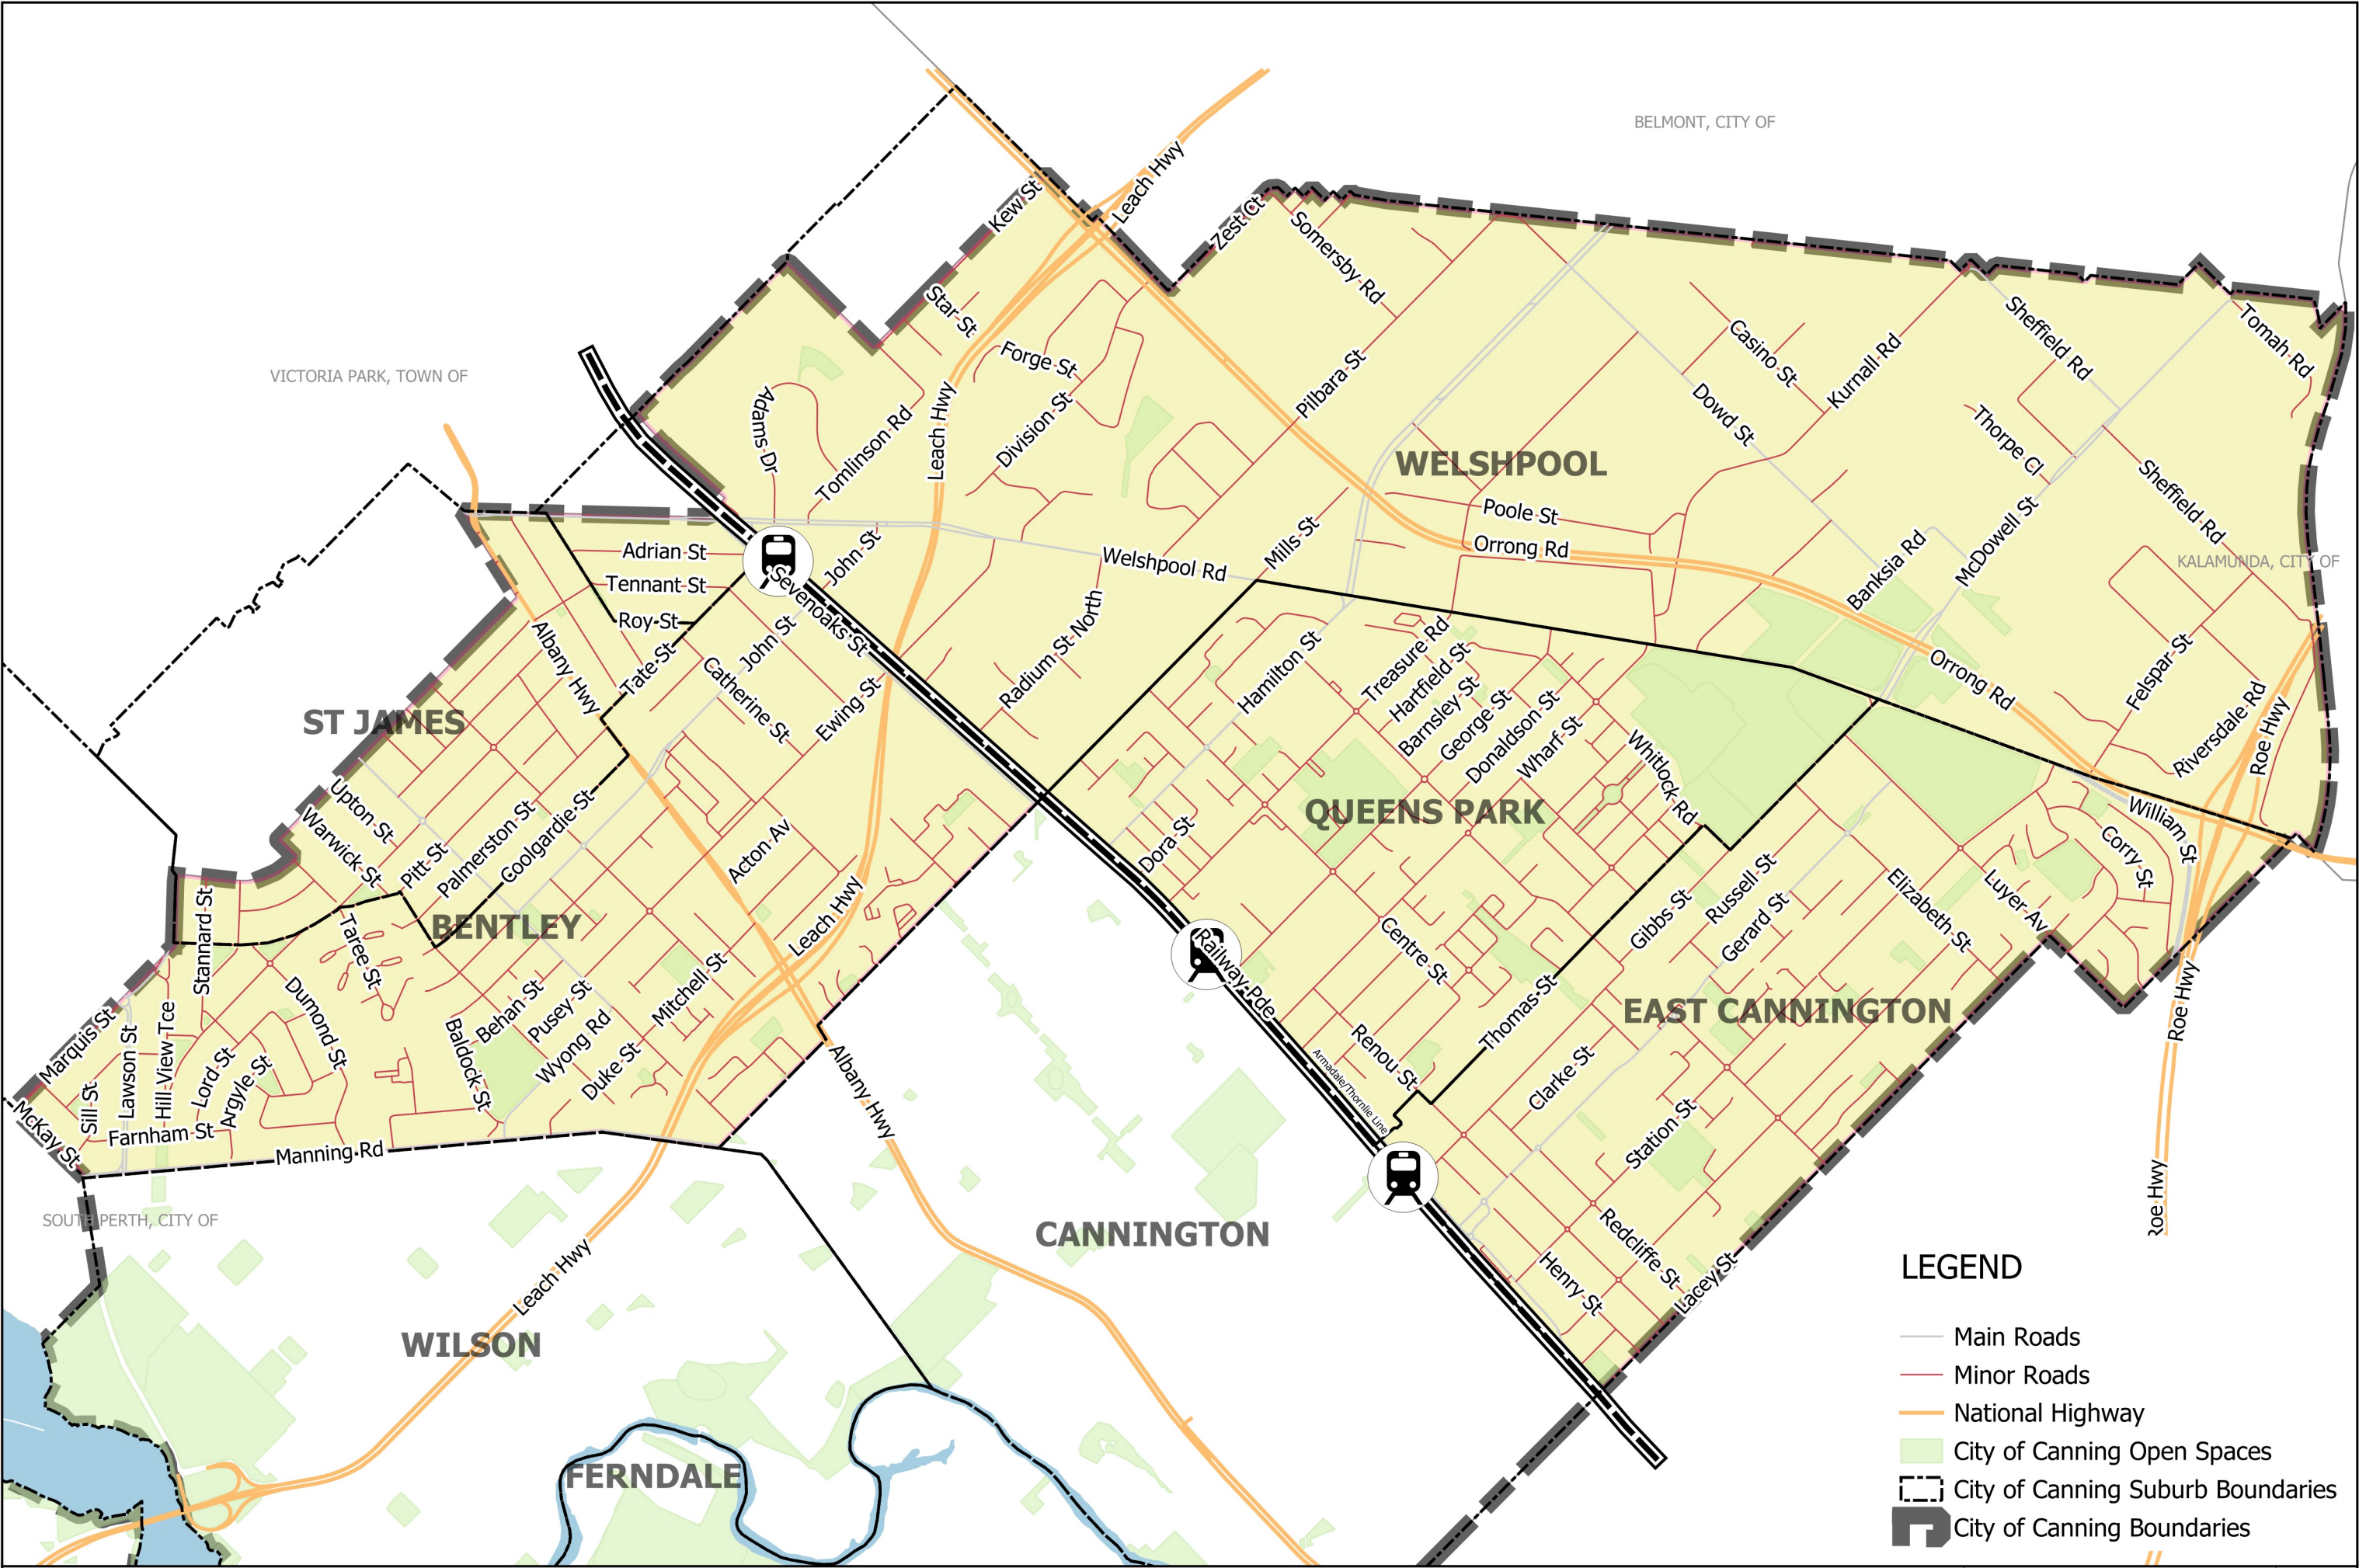 BELMONT, CITY OF
Leach Hwy
Kew St
Zest Ct
Somersby Rd
Star St
Forge St
Division St
Leach Hwy
Adams Dr
Tomlinson Rd
Pilbara St
Casino St
Kurnall Rd
Sheffield Rd
Tomah Rd
Dowd St
Thorpe Cl
Sheffield Rd
VICTORIA PARK, TOWN OF
WELSHPOOL
Poole St
Orrong Rd
Mills St
Welshpool Rd
Banksia Rd
McDowell St
KALAMUNDA, CITY OF
Adrian St
Tennant St
Roy St
John St
Sevenoaks St
John St
Tate St
Catherine St
Ewing St
Albany Hwy
Radium St North
Hamilton St
Treasure Rd
Hartfield St
Barnsley St
George St
Donaldson St
Wharf St
Whitlock Rd
Orrong Rd
Felspar St
Riversdale Rd
Roe Hwy
ST JAMES
Upton St
Warwick St
Pitt St
Palmerston St
Coolgardie St
Acton Av
QUEENS PARK
Dora St
William St
Corry St
Luyer Av
Elizabeth St
Russell St
Gibbs St
Gerard St
Stannard St
BENTLEY
Taree St
Leach Hwy
Centre St
Railway Pde
Dumond St
Behan St
Pusey St
Wyong Rd
Mitchell St
Duke St
Baldock St
EAST CANNINGTON
Thomas St
Renou St
Armadale/Thornlie Line
Clarke St
Roe Hwy
Marquis St
Sill St
Lawson St
Hill View Tce
Lord St
Argyle St
McKay St
Farnham St
Manning Rd
Albany Hwy
Station St
Roe Hwy
SOUTH PERTH, CITY OF
CANNINGTON
Redcliffe St
Henry St
Lacey St
Leach Hwy
WILSON
FERNDALE
LEGEND
Main Roads
Minor Roads
National Highway
City of Canning Open Spaces
City of Canning Suburb Boundaries
City of Canning Boundaries